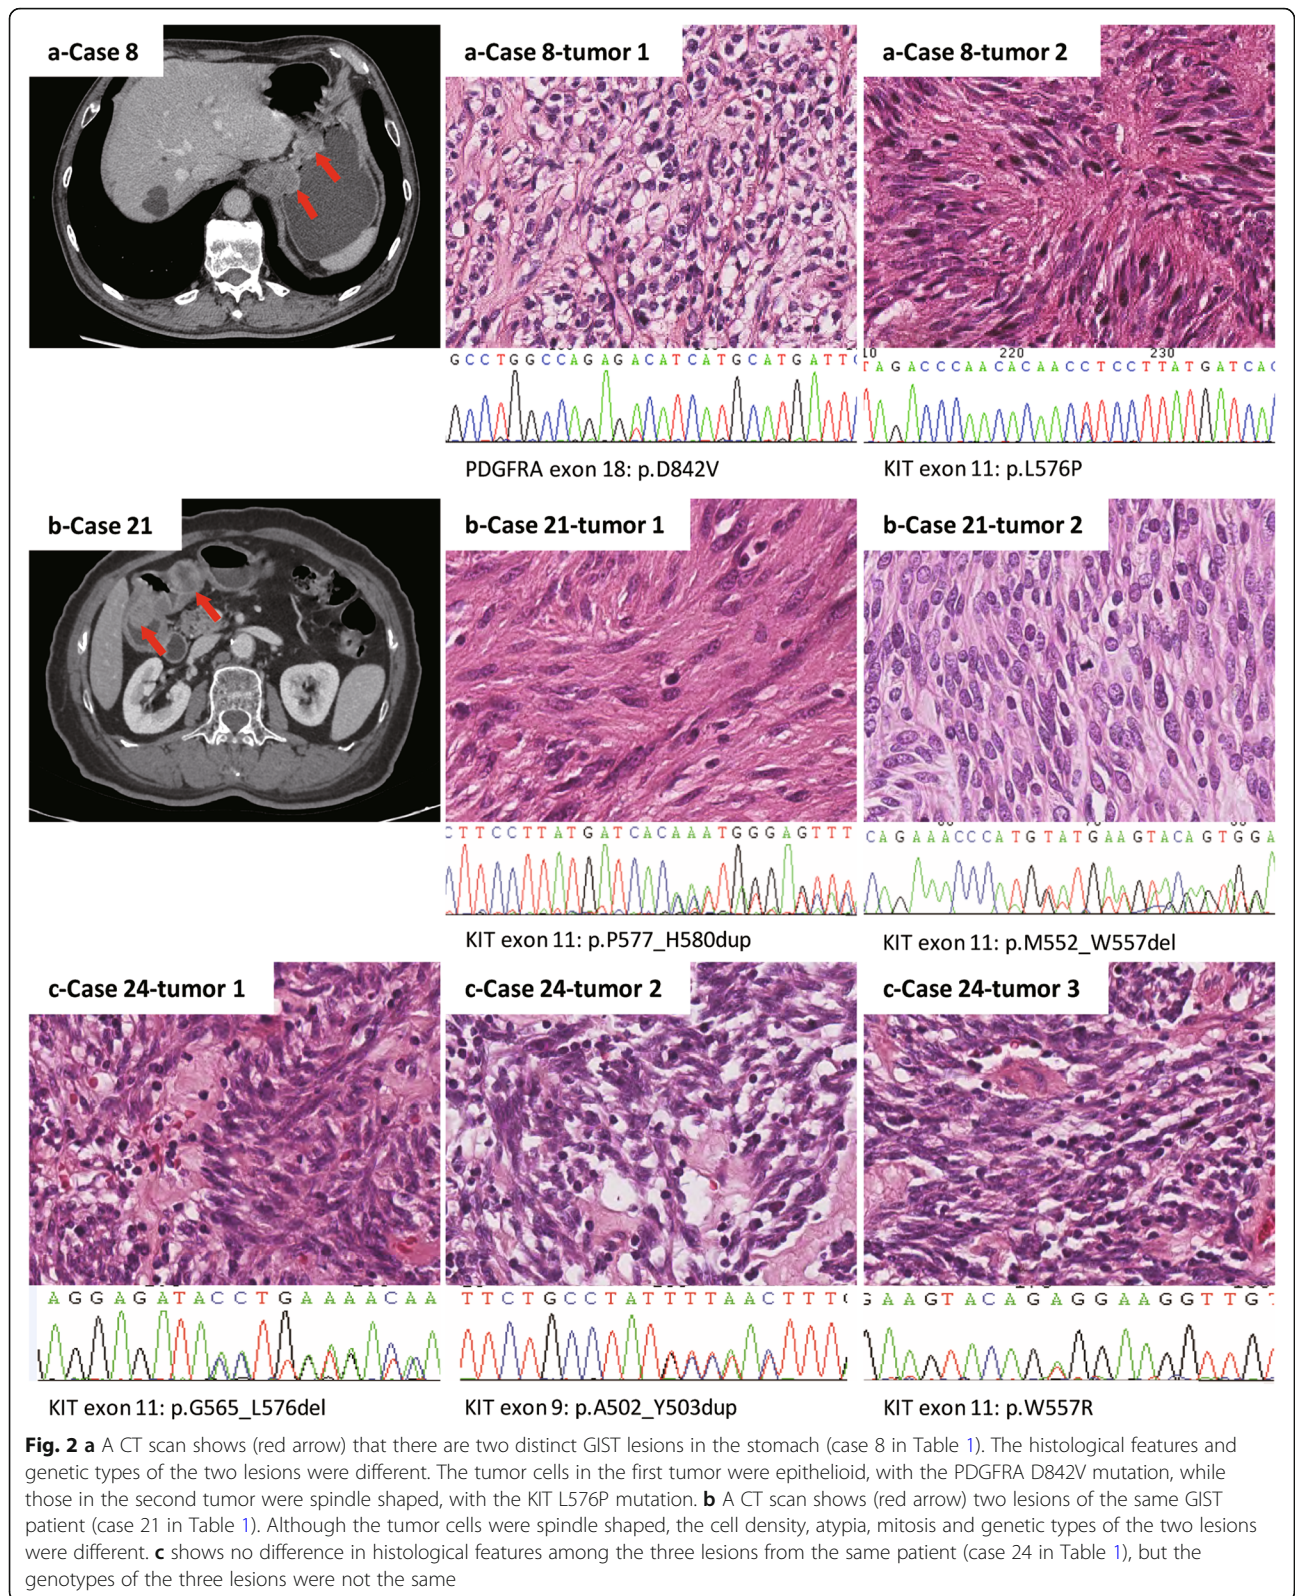 a-Case 8
a-Case 8-tumor 1
a-Case 8-tumor 2
G C C T G G C C A G A G A C A T C A T G C A T G A T T
220 230
T A G A C C C A A C A C A A C C T C C T T A T G A T C A C
PDGFRA exon 18: p.D842V
KIT exon 11: p.L576P
b-Case 21
b-Case 21-tumor 1
b-Case 21-tumor 2
C T T C C T T A T G A T C A C A A A T G G G A G T T T
C A G A A A C C C A T G T A T G A A G T A C A G T G G A
KIT exon 11: p.P577_H580dup
KIT exon 11: p.M552_W557del
c-Case 24-tumor 1
c-Case 24-tumor 2
c-Case 24-tumor 3
A G G A G A T A C C T G A A A A C A A
T T C T G C C T A T T T T A A C T T T
G A A G T A C A G A G G A A G G T T G T
KIT exon 11: p.G565_L576del
KIT exon 9: p.A502_Y503dup
KIT exon 11: p.W557R
Fig. 2 a A CT scan shows (red arrow) that there are two distinct GIST lesions in the stomach (case 8 in Table 1). The histological features and
genetic types of the two lesions were different. The tumor cells in the first tumor were epithelioid, with the PDGFRA D842V mutation, while
those in the second tumor were spindle shaped, with the KIT L576P mutation. b A CT scan shows (red arrow) two lesions of the same GIST
patient (case 21 in Table 1). Although the tumor cells were spindle shaped, the cell density, atypia, mitosis and genetic types of the two lesions
were different. c shows no difference in histological features among the three lesions from the same patient (case 24 in Table 1), but the
genotypes of the three lesions were not the same